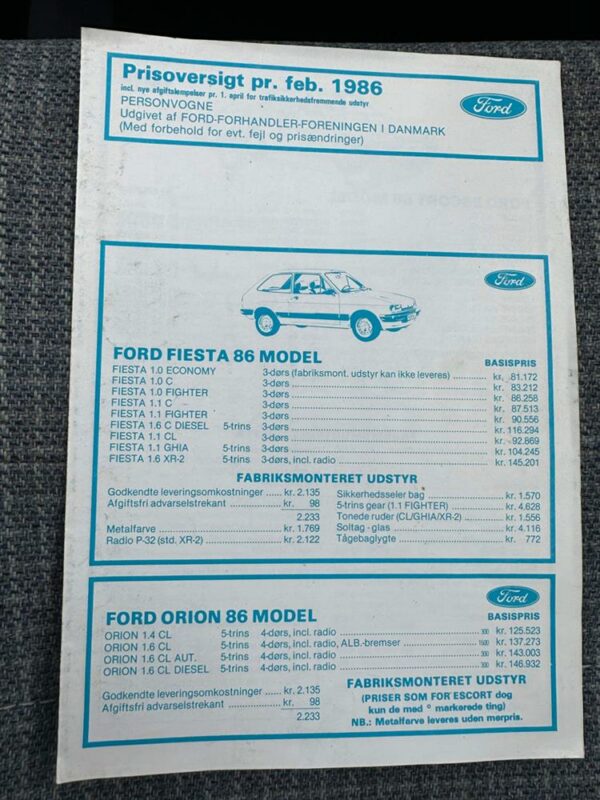 Prisoversigt pr. feb. 1986
incl. nye afgiftslempelser pr. 1. april for trafiksikkerhedsfremmende udstyr
PERSONVOGNE
Udgivet af FORD-FORHANDLER-FORENINGEN I DANMARK
(Med forbehold for evt. fejl og prisændringer)
Ford
Ford
FORD FIESTA 86 MODEL BASISPRIS
FIESTA 1.0 ECONOMY 3-dørs (fabriksmont. udstyr kan ikke leveres) ........... kr. 81.172
FIESTA 1.0 C 3-dørs ........... kr. 83.212
FIESTA 1.0 FIGHTER 3-dørs ........... kr. 86.258
FIESTA 1.1 C 3-dørs ........... kr. 87.513
FIESTA 1.1 FIGHTER 3-dørs ........... kr. 90.556
FIESTA 1.6 C DIESEL 5-trins 3-dørs ........... kr. 116.294
FIESTA 1.1 CL 3-dørs ........... kr. 92.869
FIESTA 1.1 GHIA 5-trins 3-dørs ........... kr. 104.245
FIESTA 1.6 XR-2 5-trins 3-dørs, incl. radio ........... kr. 145.201
FABRIKSMONTERET UDSTYR
Godkendte leveringsomkostninger ..... kr. 2.135 Sikkerhedsseler bag ........... kr. 1.570
Afgiftsfri advarselstrekant ........... kr. 98 5-trins gear (1.1 FIGHTER) ........... kr. 4.628
2.233 Tonede ruder (CL/GHIA/XR-2) ........... kr. 1.556
Metalfarve ........... kr. 1.769 Soltag - glas ........... kr. 4.116
Radio P-32 (std. XR-2) ........... kr. 2.122 Tågebaglygte ........... kr. 772
Ford
FORD ORION 86 MODEL BASISPRIS
ORION 1.4 CL 5-trins 4-dørs, incl. radio ........... 300 kr. 125.523
ORION 1.6 CL 5-trins 4-dørs, incl. radio, ALB.-bremser ........... 1500 kr. 137.273
ORION 1.6 CL AUT. 5-trins 4-dørs, incl. radio ........... 300 kr. 143.003
ORION 1.6 CL DIESEL 5-trins 4-dørs, incl. radio ........... 300 kr. 146.932
Godkendte leveringsomkostninger ..... kr. 2.135
Afgiftsfri advarselstrekant ........... kr. 98
2.233
FABRIKSMONTERET UDSTYR
(PRISER SOM FOR ESCORT dog
kun de med ° markerede ting)
NB.: Metalfarve leveres uden merpris.